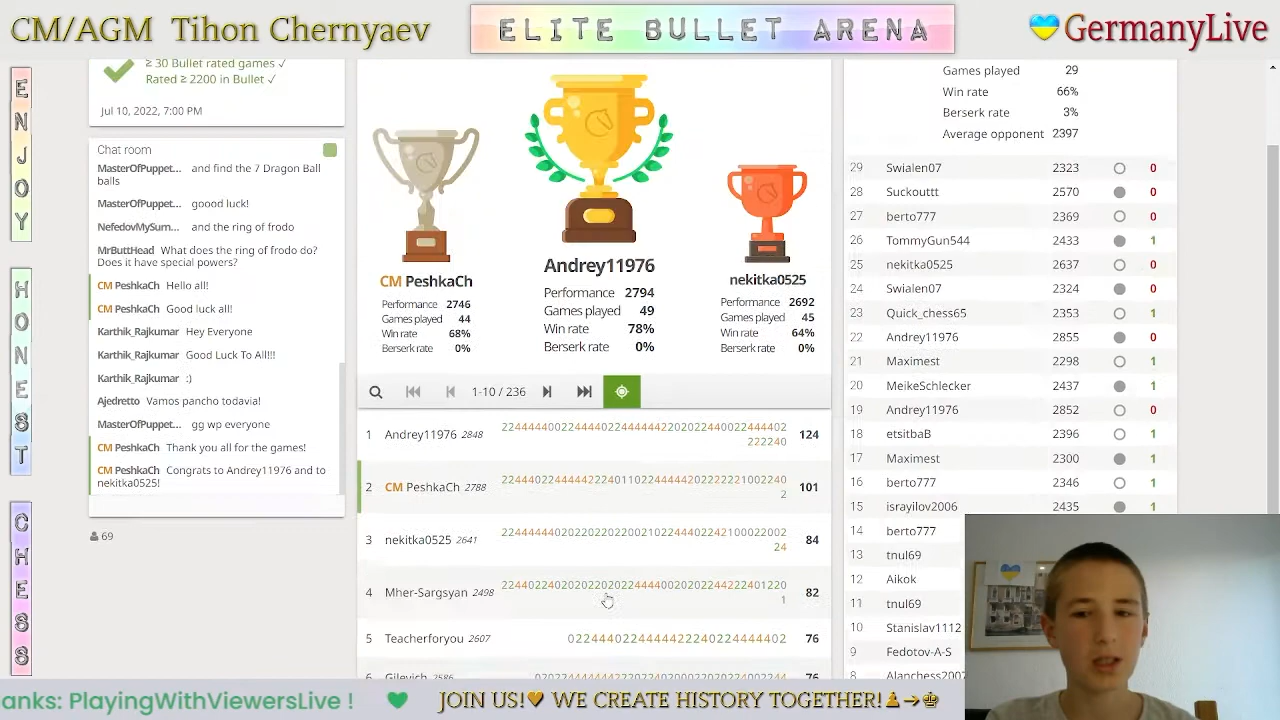 CM/AGM Tihon Chernyaev
ELITE BULLET ARENA
GermanyLive
ENJOY
HONEST
CHESS
≥ 30 Bullet rated games ✓
Rated ≥ 2200 in Bullet ✓
Jul 10, 2022, 7:00 PM
Chat room
MasterOfPuppet... and find the 7 Dragon Ball
balls
MasterOfPuppet... goood luck!
NefedovMySum... and the ring of frodo
MrButtHead What does the ring of frodo do?
Does it have special powers?
CM PeshkaCh Hello all!
CM PeshkaCh Good luck all!
Karthik_Rajkumar Hey Everyone
Karthik_Rajkumar Good Luck To All!!!
Karthik_Rajkumar :)
Ajedretto Vamos pancho todavia!
MasterOfPuppet... gg wp everyone
CM PeshkaCh Thank you all for the games!
CM PeshkaCh Congrats to Andrey11976 and to
nekitka0525!
69
CM PeshkaCh
Performance 2746
Games played 44
Win rate 68%
Berserk rate 0%
Andrey11976
Performance 2794
Games played 49
Win rate 78%
Berserk rate 0%
nekitka0525
Performance 2692
Games played 45
Win rate 64%
Berserk rate 0%
1-10 / 236
1 Andrey11976 2848 124
222240
2 CM PeshkaCh 2788 101
2
3 nekitka0525 2641 84
24
4 Mher-Sargsyan 2498 82
1
5 Teacherforyou 2607 0224440224444422240224444402 76
Games played 29
Win rate 66%
Berserk rate 3%
Average opponent 2397
29 Swialen07 2323 0
28 Suckouttt 2570 0
27 berto777 2369 0
26 TommyGun544 2433 1
25 nekitka0525 2637 0
24 Swialen07 2324 0
23 Quick_chess65 2353 1
22 Andrey11976 2855 0
21 Maximest 2298 1
20 MeikeSchlecker 2437 1
19 Andrey11976 2852 0
18 etsitbaB 2396 1
17 Maximest 2300 1
16 berto777 2346 1
15 israyilov2006 2435 1
14 berto777
13 tnul69
12 Aikok
11 tnul69
10 Stanislav1112
9 Fedotov-A-S
8 Alanchess2007
anks: PlayingWithViewersLive !
JOIN US! WE CREATE HISTORY TOGETHER!